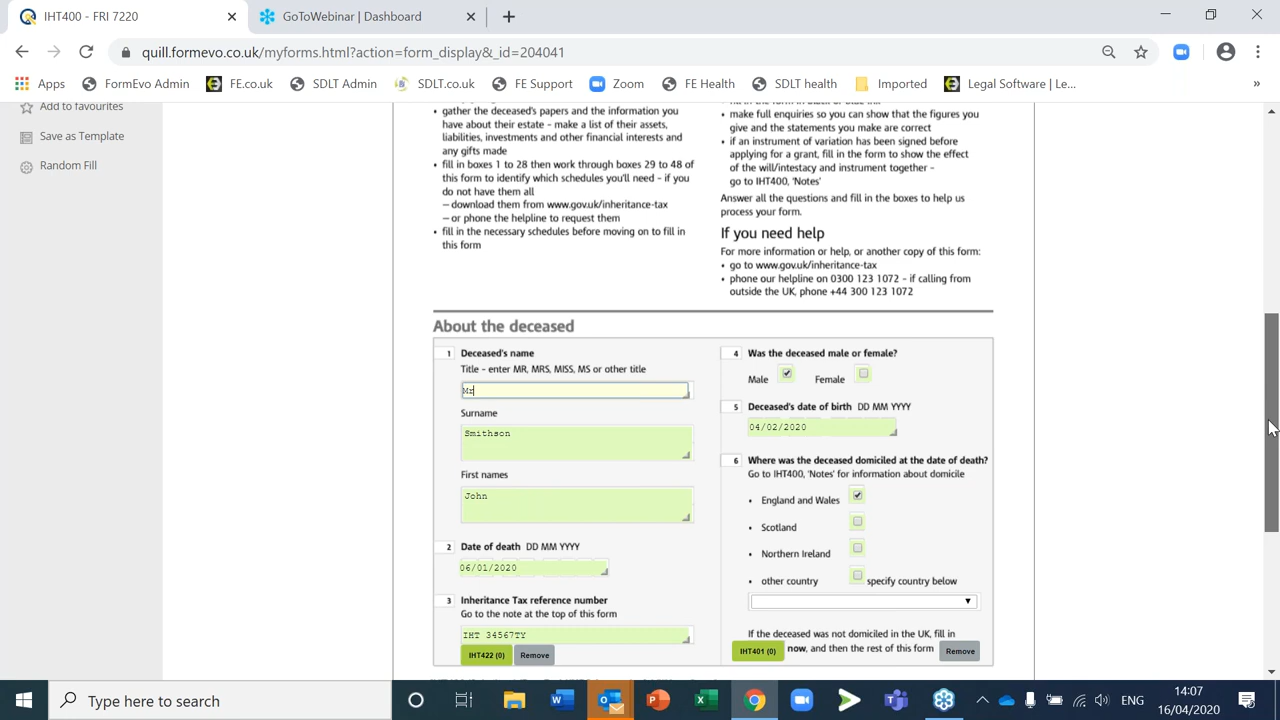 IHT400 - FRI 7220
GoToWebinar | Dashboard
quill.formevo.co.uk/myforms.html?action=form_display&_id=204041
Apps
FormEvo Admin
FE.co.uk
SDLT Admin
SDLT.co.uk
FE Support
Zoom
FE Health
SDLT health
Imported
Legal Software | Le...
»
Add to favourites
Save as Template
Random Fill
gather the deceased's papers and the information you
have about their estate – make a list of their assets,
liabilities, investments and other financial interests and
any gifts made
• fill in boxes 1 to 28 then work through boxes 29 to 48 of
this form to identify which schedules you'll need – if you
do not have them all
– download them from www.gov.uk/inheritance-tax
– or phone the helpline to request them
• fill in the necessary schedules before moving on to fill in
this form
• make full enquiries so you can show that the figures you
give and the statements you make are correct
• if an instrument of variation has been signed before
applying for a grant, fill in the form to show the effect
of the will/intestacy and instrument together –
go to IHT400, 'Notes'
Answer all the questions and fill in the boxes to help us
process your form.
If you need help
For more information or help, or another copy of this form:
• go to www.gov.uk/inheritance-tax
• phone our helpline on 0300 123 1072 – if calling from
outside the UK, phone +44 300 123 1072
About the deceased
1 Deceased's name
Title – enter MR, MRS, MISS, MS or other title
Mr
Surname
Smithson
First names
John
2 Date of death DD MM YYYY
06/01/2020
3 Inheritance Tax reference number
Go to the note at the top of this form
IHT 34567TY
IHT422 (0) Remove
4 Was the deceased male or female?
Male Female
5 Deceased's date of birth DD MM YYYY
04/02/2020
6 Where was the deceased domiciled at the date of death?
Go to IHT400, 'Notes' for information about domicile
• England and Wales
• Scotland
• Northern Ireland
• other country specify country below
If the deceased was not domiciled in the UK, fill in
IHT401 (0) now, and then the rest of this form Remove
Type here to search
ENG
14:07
16/04/2020